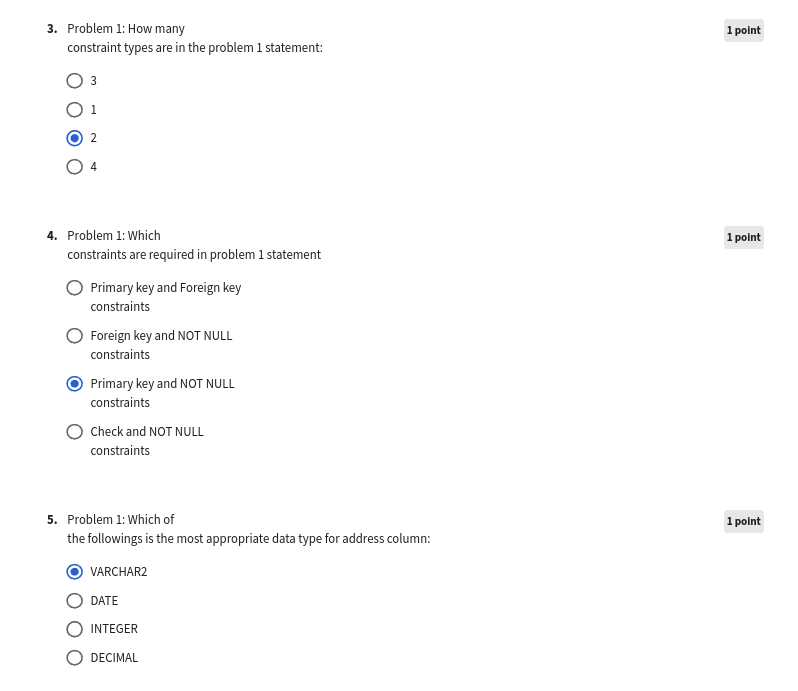 3. Problem 1: How many
1 point
constraint types are in the problem 1 statement:
3
1
2
4
4. Problem 1: Which
1 point
constraints are required in problem 1 statement
Primary key and Foreign key
constraints
Foreign key and NOT NULL
constraints
Primary key and NOT NULL
constraints
Check and NOT NULL
constraints
5. Problem 1: Which of
1 point
the followings is the most appropriate data type for address column:
VARCHAR2
DATE
INTEGER
DECIMAL